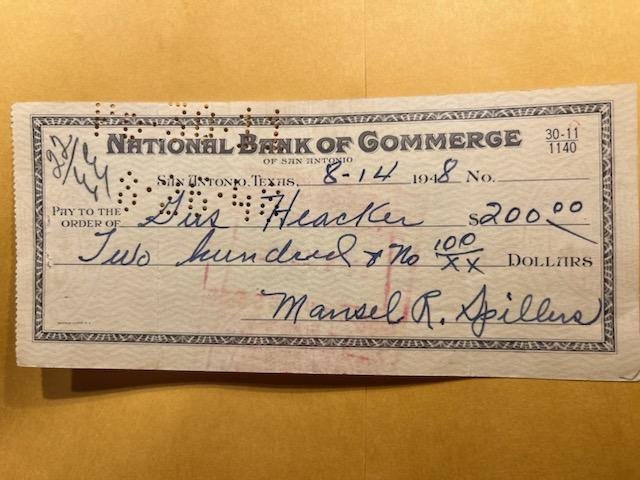 NATIONAL BANK OF COMMERCE
OF SAN ANTONIO
30-11
1140
SAN ANTONIO, TEXAS, 8-14 1948 No.
PAY TO THE ORDER OF Gus Heacker $200.00
Two hundred & No 100/XX DOLLARS
Mansel R. Spillers